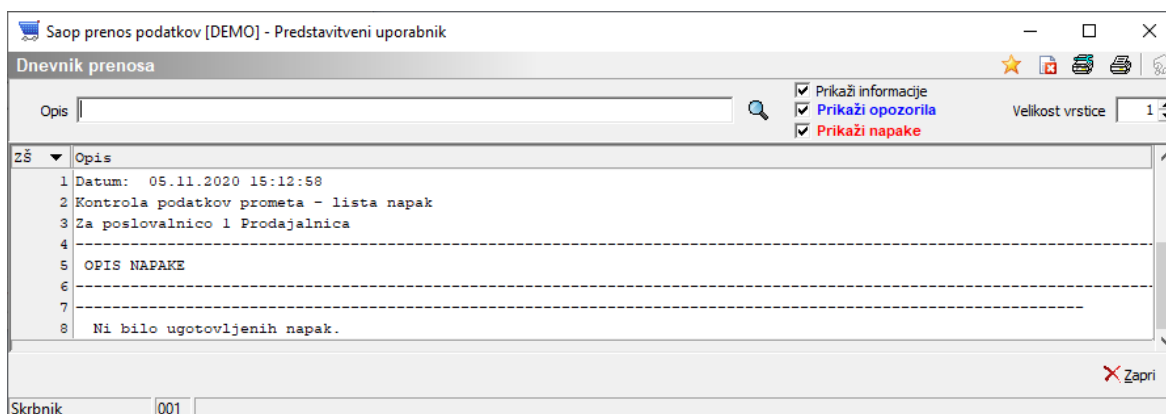 Saop prenos podatkov [DEMO] - Predstavitveni uporabnik
Dnevnik prenosa
Opis
Prikaži informacije
Prikaži opozorila
Prikaži napake
Velikost vrstice 1
ZŠ Opis
1 Datum: 05.11.2020 15:12:58
2 Kontrola podatkov prometa - lista napak
3 Za poslovalnico 1 Prodajalnica
4 ------------------------------------------------------------------------------------------------------------------------
5 OPIS NAPAKE
6 ------------------------------------------------------------------------------------------------------------------------
7 ----------------------------------------------------------------------------------------------------------------
8 Ni bilo ugotovljenih napak.
Zapri
Skrbnik 001